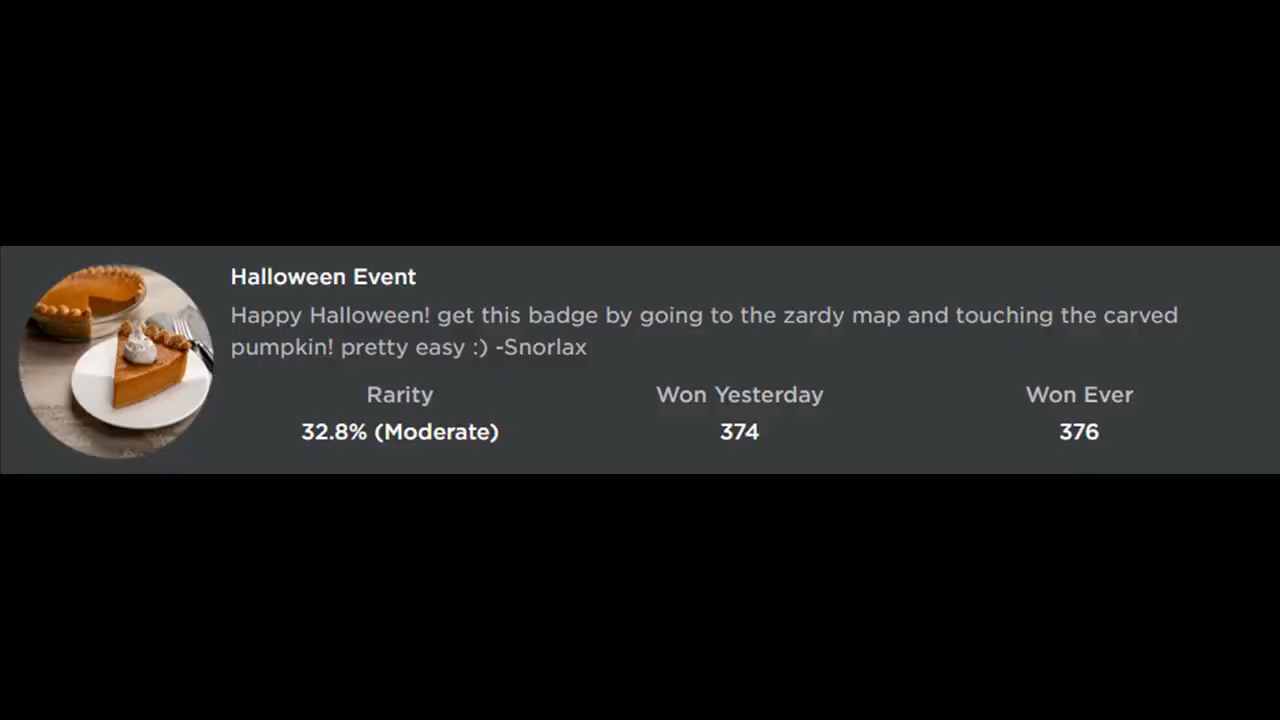 Halloween Event
Happy Halloween! get this badge by going to the zardy map and touching the carved
pumpkin! pretty easy :) -Snorlax
Rarity Won Yesterday Won Ever
32.8% (Moderate) 374 376